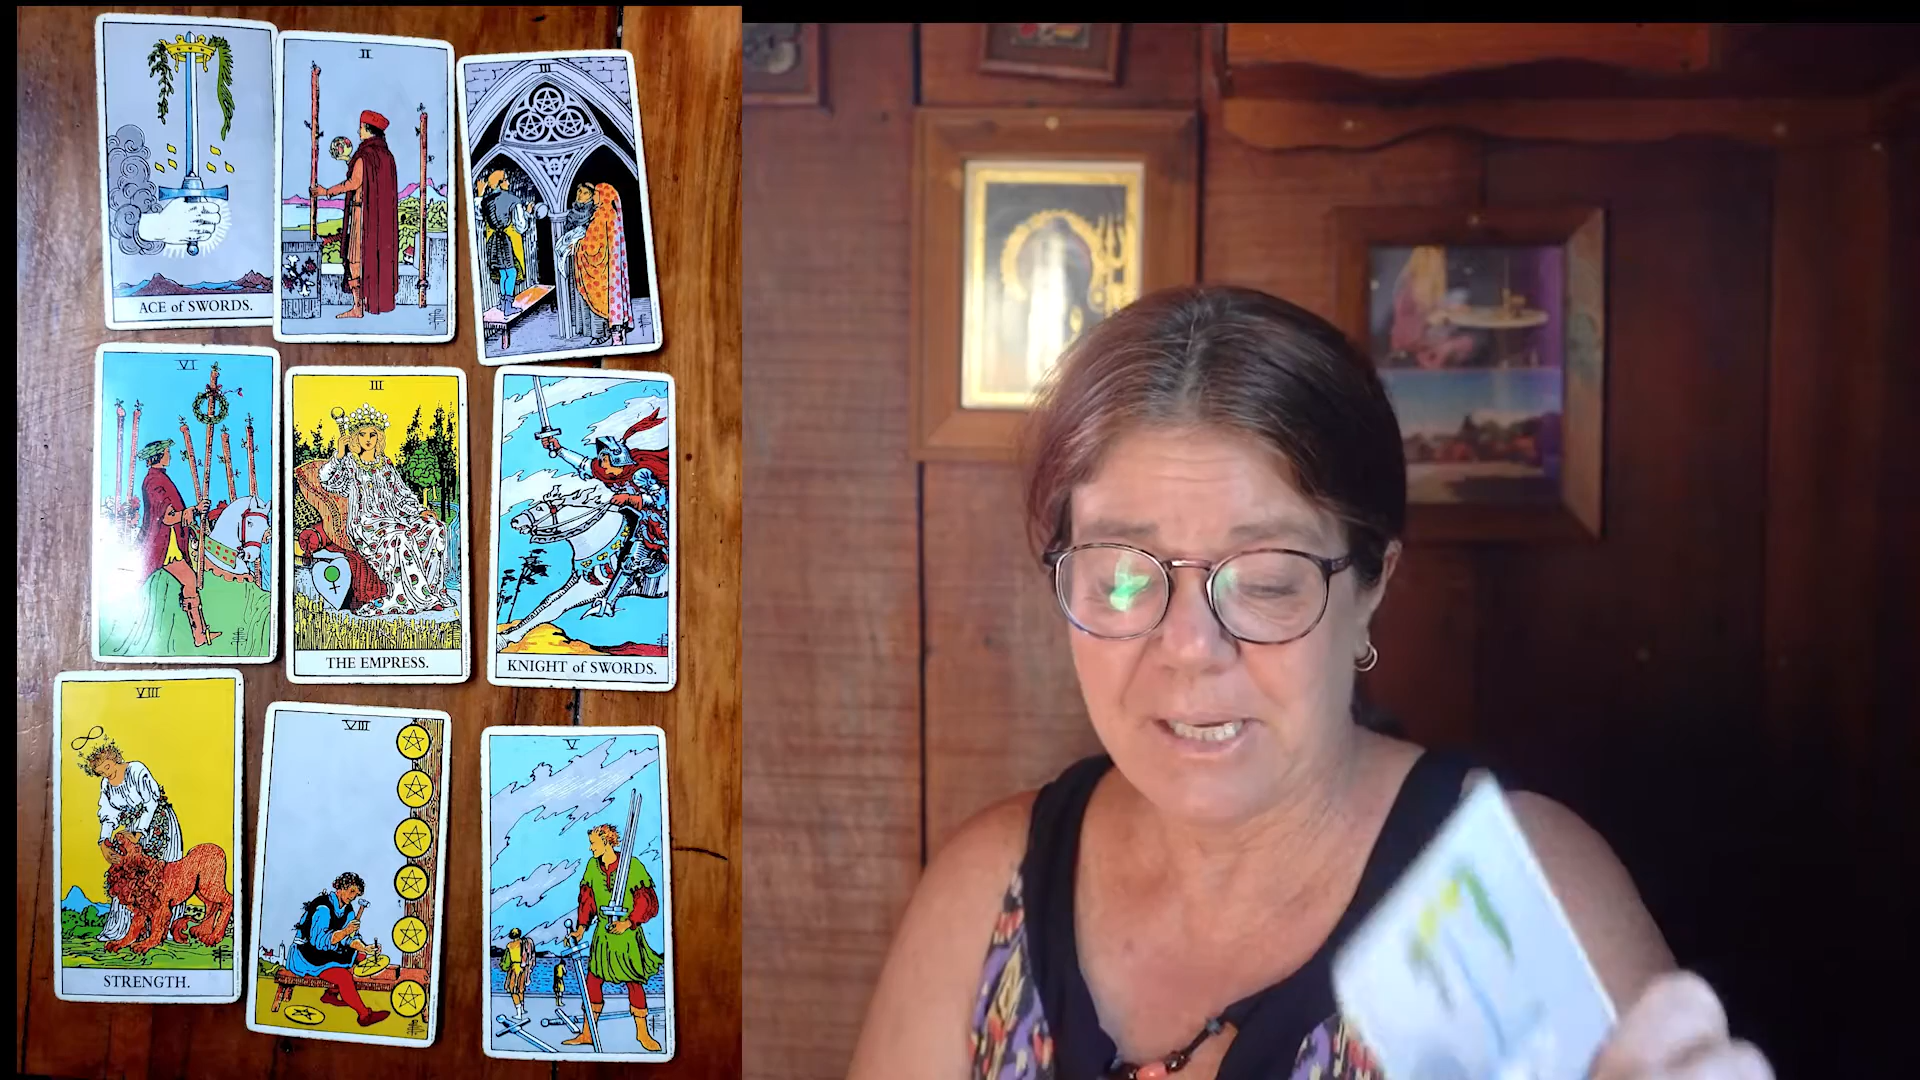 ACE of SWORDS.
II
III
VI
III
THE EMPRESS.
KNIGHT of SWORDS.
VIII
STRENGTH.
VIII
V